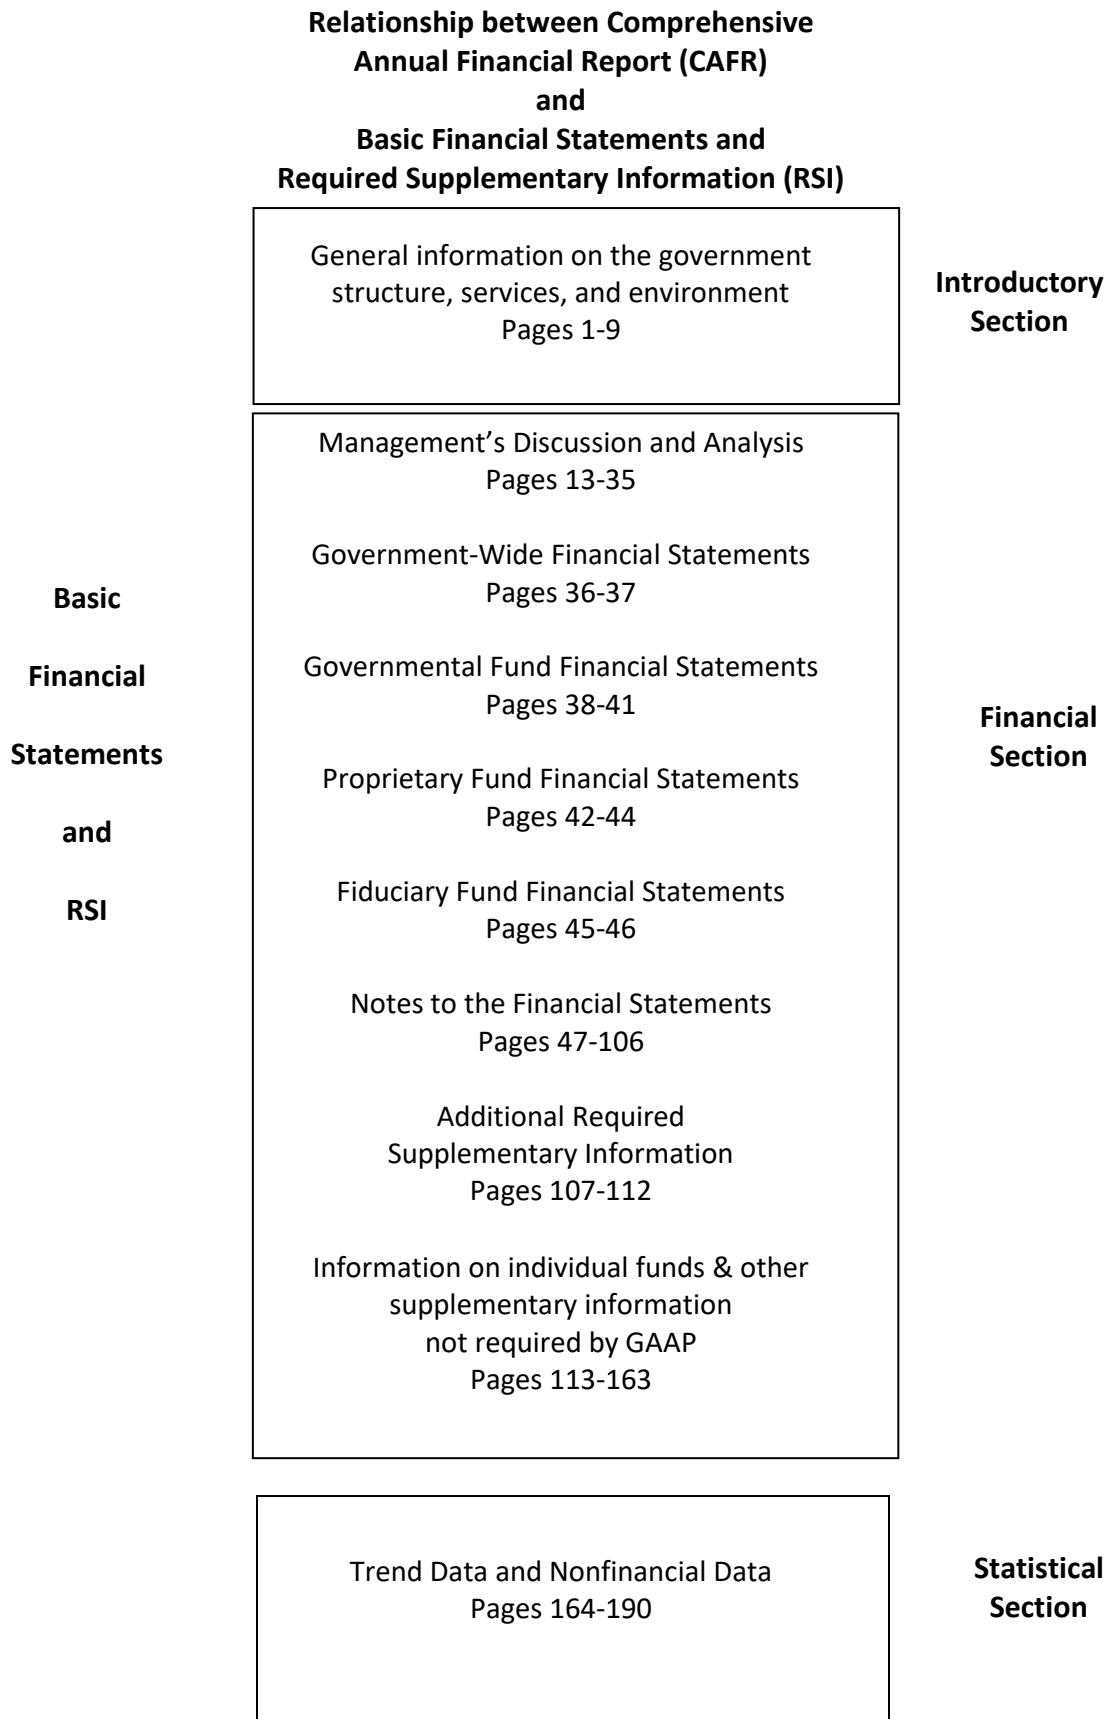 Relationship between Comprehensive
Annual Financial Report (CAFR)
and
Basic Financial Statements and
Required Supplementary Information (RSI)
General information on the government
structure, services, and environment
Pages 1-9
Introductory
Section
Management’s Discussion and Analysis
Pages 13-35
Government-Wide Financial Statements
Pages 36-37
Governmental Fund Financial Statements
Pages 38-41
Proprietary Fund Financial Statements
Pages 42-44
Fiduciary Fund Financial Statements
Pages 45-46
Notes to the Financial Statements
Pages 47-106
Additional Required
Supplementary Information
Pages 107-112
Information on individual funds & other
supplementary information
not required by GAAP
Pages 113-163
Basic
Financial
Statements
and
RSI
Financial
Section
Trend Data and Nonfinancial Data
Pages 164-190
Statistical
Section